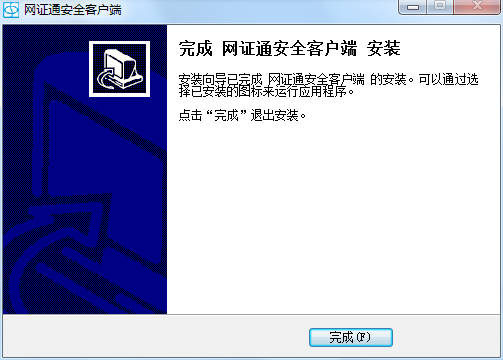 网证通安全客户端
完成 网证通安全客户端 安装
安装向导已完成 网证通安全客户端 的安装。可以通过选
择已安装的图标来运行应用程序。
点击“完成”退出安装。
完成(F)